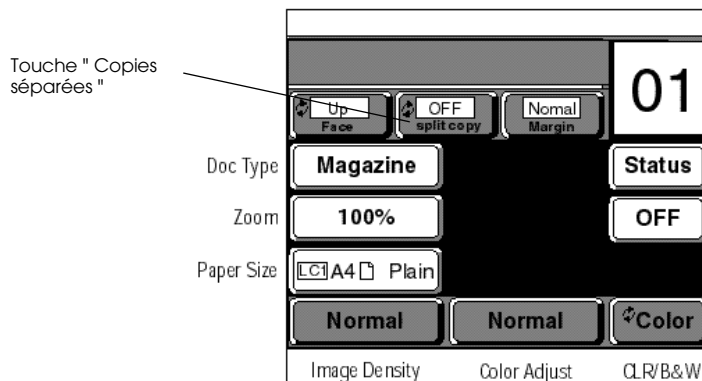 Touche " Copies
séparées "
01
Up
Face
OFF
split copy
Nomal
Margin
Doc Type
Magazine
Status
Zoom
100%
OFF
Paper Size
LC1 A4 Plain
Normal
Normal
Color
Image Density
Color Adjust
CLR/B&W